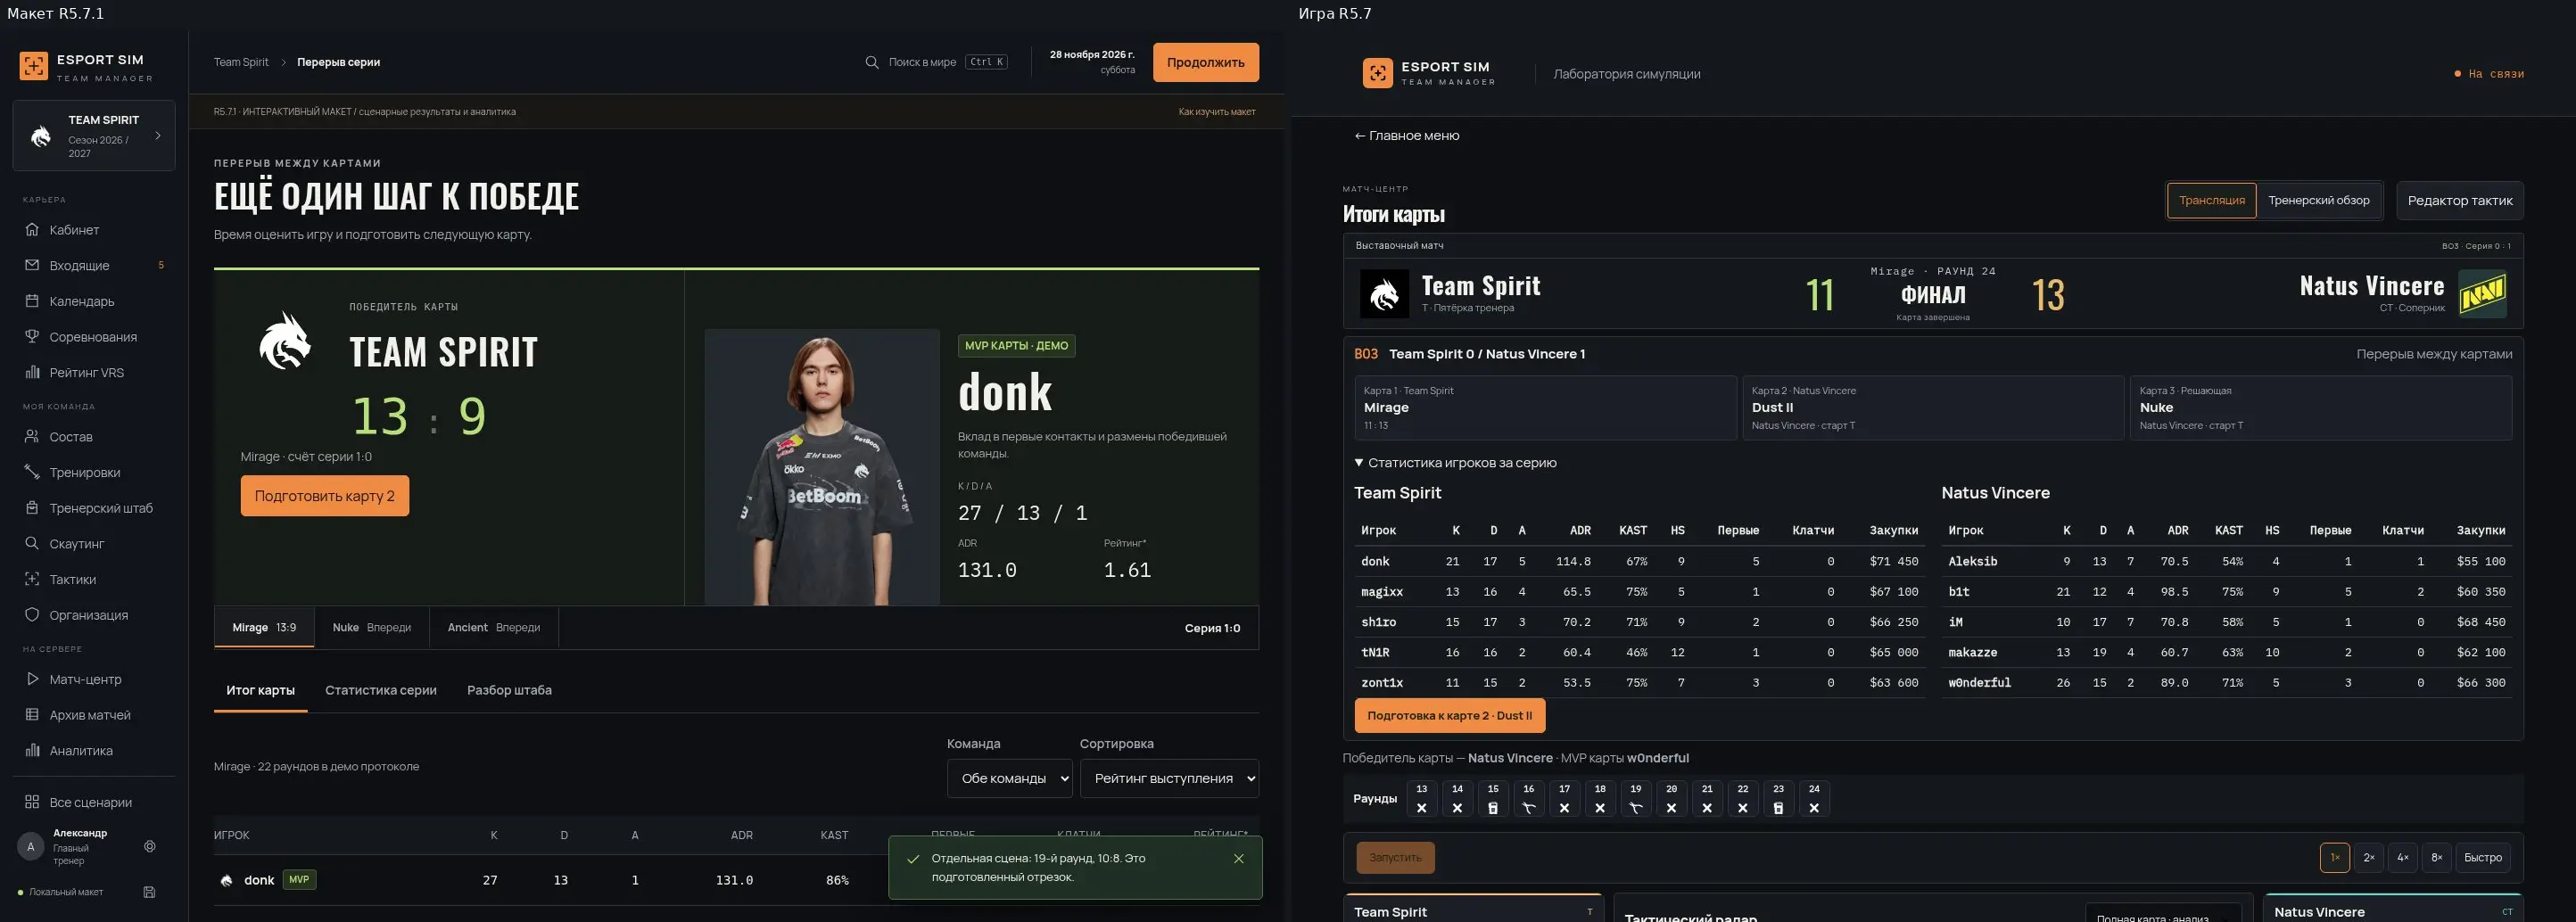 Макет R5.7.1
ESPORT SIM
TEAM MANAGER
TEAM SPIRIT
Сезон 2026 /
2027
КАРЬЕРА
Кабинет
Входящие 5
Календарь
Соревнования
Рейтинг VRS
МОЯ КОМАНДА
Состав
Тренировки
Тренерский штаб
Скаутинг
Тактики
Организация
НА СЕРВЕРЕ
Матч-центр
Архив матчей
Аналитика
Все сценарии
А
Александр
Главный
тренер
Локальный макет
Team Spirit > Перерыв серии
Поиск в мире Ctrl K
28 ноября 2026 г.
суббота
Продолжить
R5.7.1 · ИНТЕРАКТИВНЫЙ МАКЕТ / сценарные результаты и аналитика
Как изучить макет
ПЕРЕРЫВ МЕЖДУ КАРТАМИ
ЕЩЁ ОДИН ШАГ К ПОБЕДЕ
Время оценить игру и подготовить следующую карту.
ПОБЕДИТЕЛЬ КАРТЫ
TEAM SPIRIT
13 : 9
Mirage · счёт серии 1:0
Подготовить карту 2
BetBoom
EXMO
ökko
BetBoom
MVP КАРТЫ · ДЕМО
donk
Вклад в первые контакты и размены победившей
команды.
K/D/A
27 / 13 / 1
ADR Рейтинг*
131.0 1.61
Mirage 13:9 Nuke Впереди Ancient Впереди Серия 1:0
Итог карты Статистика серии Разбор штаба
Mirage · 22 раундов в демо протоколе
Команда Сортировка
Обе команды Рейтинг выступления
ИГРОК K D A ADR KAST ПЕРВЫЕ КЛАТЧИ РЕЙТИНГ*
donk MVP 27 13 1 131.0 86%
Отдельная сцена: 19-й раунд, 10:8. Это
подготовленный отрезок.
Игра R5.7
ESPORT SIM
TEAM MANAGER
Лаборатория симуляции
На связи
← Главное меню
МАТЧ-ЦЕНТР
Итоги карты
Трансляция Тренерский обзор Редактор тактик
Выставочный матч BO3 · Серия 0 : 1
Team Spirit
T · Пятёрка тренера
11
Mirage · РАУНД 24
ФИНАЛ
Карта завершена
13
Natus Vincere
CT · Соперник
NAVI
BO3 Team Spirit 0 / Natus Vincere 1 Перерыв между картами
Карта 1 · Team Spirit
Mirage
11 : 13
Карта 2 · Natus Vincere
Dust II
Natus Vincere · старт T
Карта 3 · Решающая
Nuke
Natus Vincere · старт T
▼ Статистика игроков за серию
Team Spirit
Игрок K D A ADR KAST HS Первые Клатчи Закупки
donk 21 17 5 114.8 67% 9 5 0 $71 450
magixx 13 16 4 65.5 75% 5 1 0 $67 100
sh1ro 15 17 3 70.2 71% 9 2 0 $66 250
tN1R 16 16 2 60.4 46% 12 1 0 $65 000
zont1x 11 15 2 53.5 75% 7 3 0 $63 600
Natus Vincere
Игрок K D A ADR KAST HS Первые Клатчи Закупки
Aleksib 9 13 7 70.5 54% 4 1 1 $55 100
b1t 21 12 4 98.5 75% 9 5 2 $60 350
iM 10 17 7 70.8 58% 5 1 0 $68 450
makazze 13 19 4 60.7 63% 10 2 0 $62 100
w0nderful 26 15 2 89.0 71% 5 3 0 $66 300
Подготовка к карте 2 · Dust II
Победитель карты — Natus Vincere · MVP карты w0nderful
Раунды 13 14 15 16 17 18 19 20 21 22 23 24
Запустить
1× 2× 4× 8× Быстро
Team Spirit T
Тактический радар
Полная карта · анализ
Natus Vincere CT